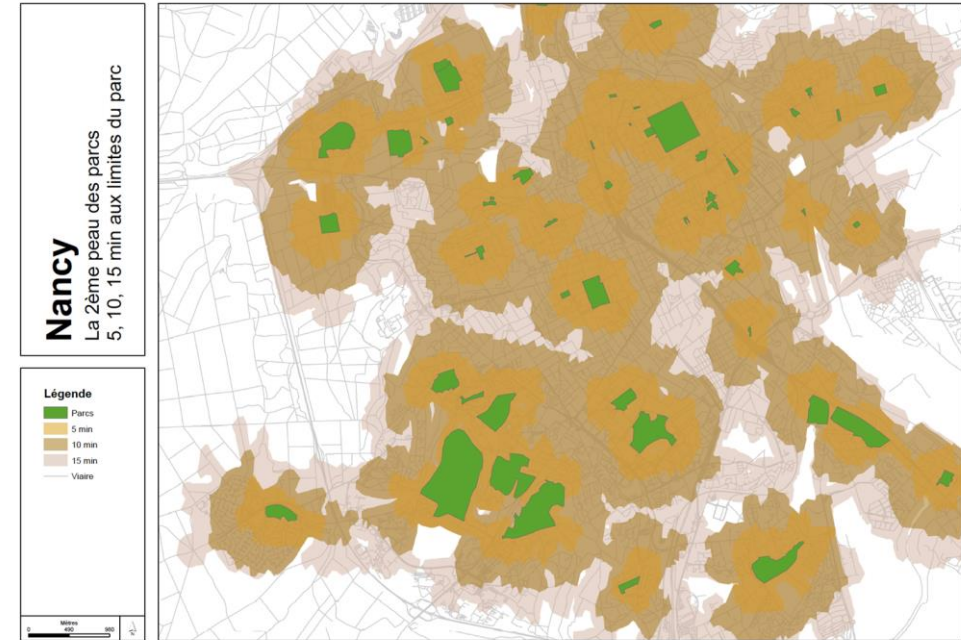 Nancy
La 2ème peau des parcs
5, 10, 15 min aux limites du parc
Légende
Parcs
5 min
10 min
15 min
Viaire
Mètres
0 490 980